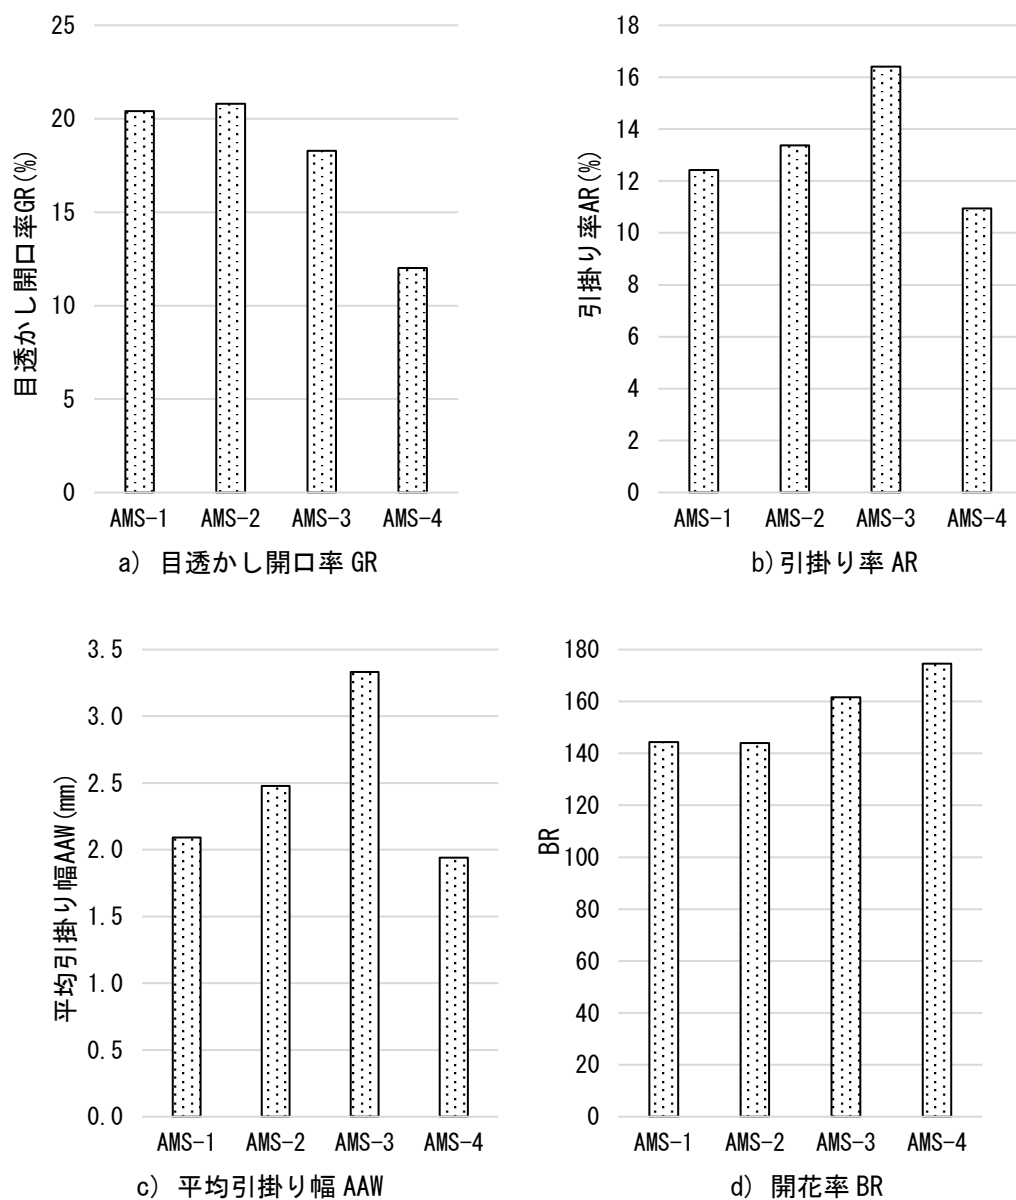 目透かし開口率GR(%)
25
20
15
10
5
0
AMS-1 AMS-2 AMS-3 AMS-4
a) 目透かし開口率 GR
引掛り率AR(%)
18
16
14
12
10
8
6
4
2
0
AMS-1 AMS-2 AMS-3 AMS-4
b)引掛り率 AR
平均引掛り幅AAW(mm)
3.5
3.0
2.5
2.0
1.5
1.0
0.5
0.0
AMS-1 AMS-2 AMS-3 AMS-4
c) 平均引掛り幅 AAW
BR
180
160
140
120
100
80
60
40
20
0
AMS-1 AMS-2 AMS-3 AMS-4
d) 開花率 BR